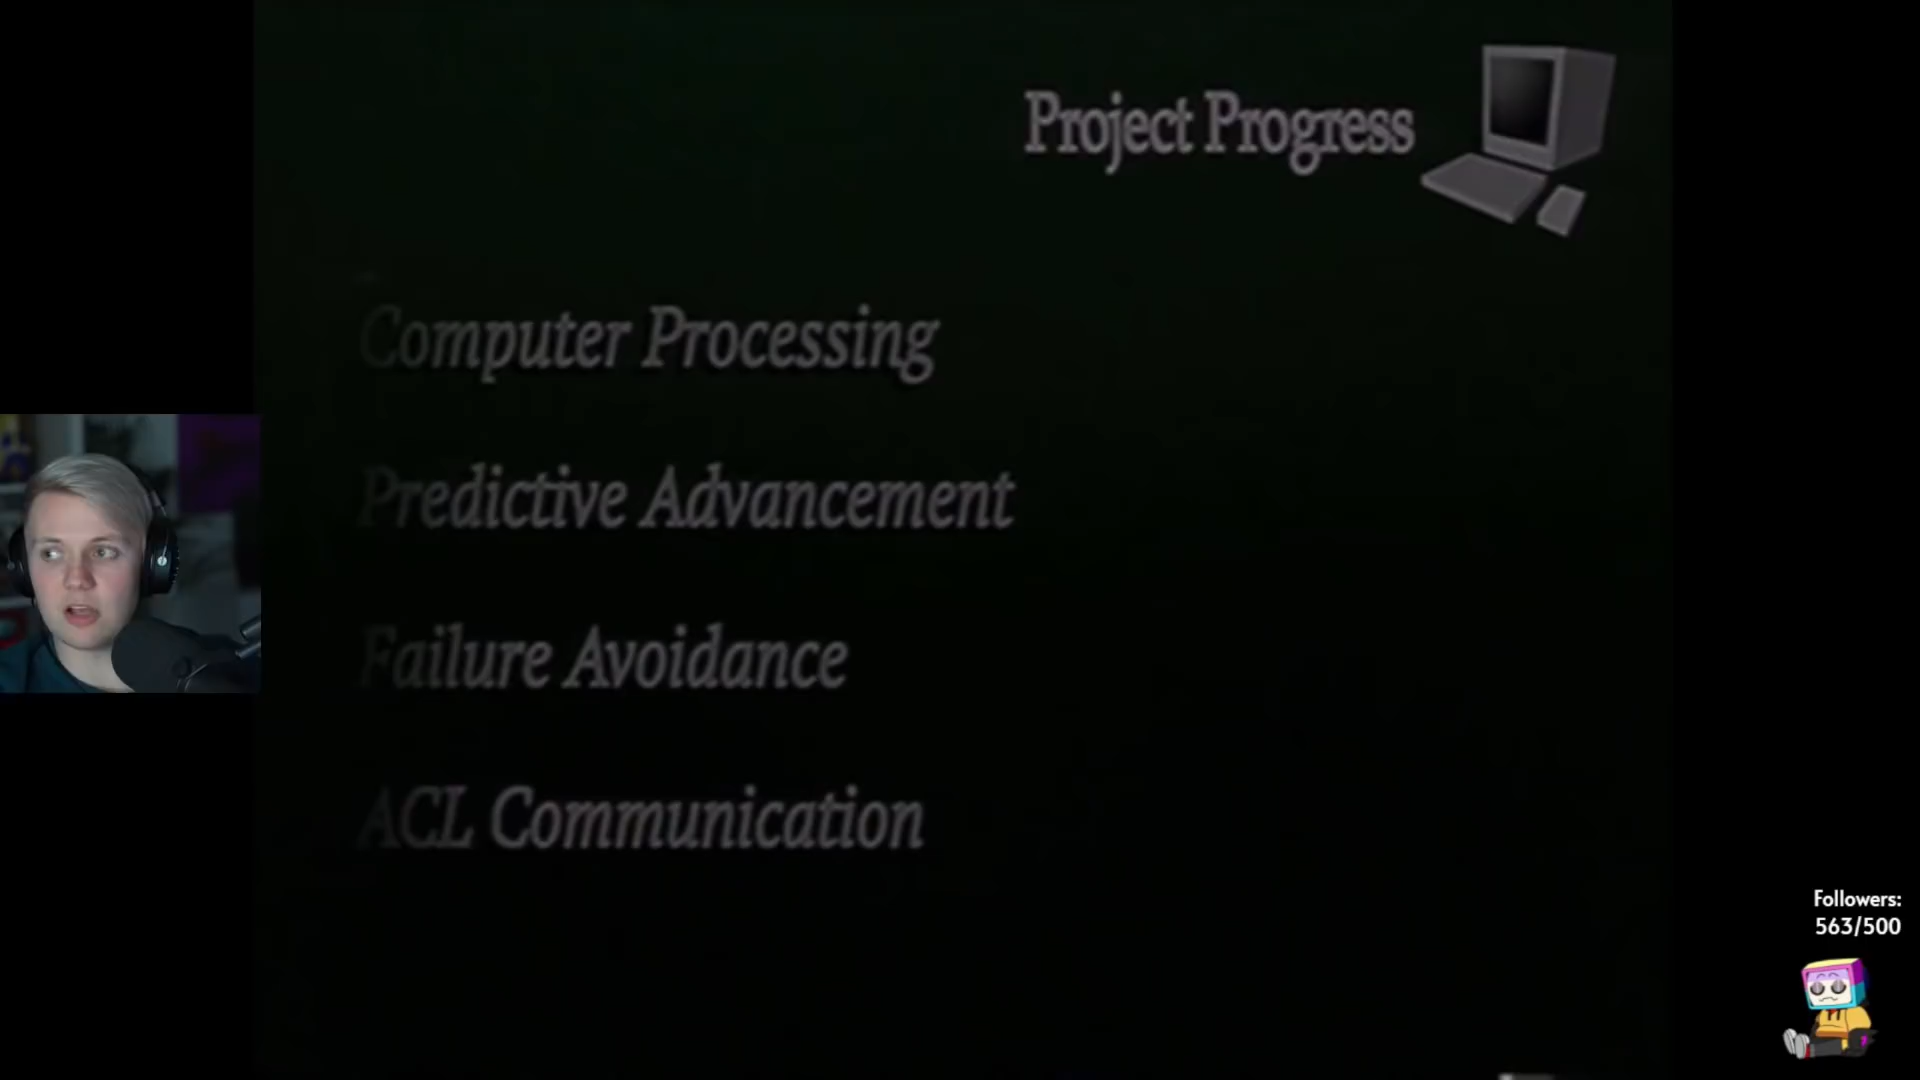 Project Progress
Computer Processing
Predictive Advancement
Failure Avoidance
ACL Communication
Followers:
563/500